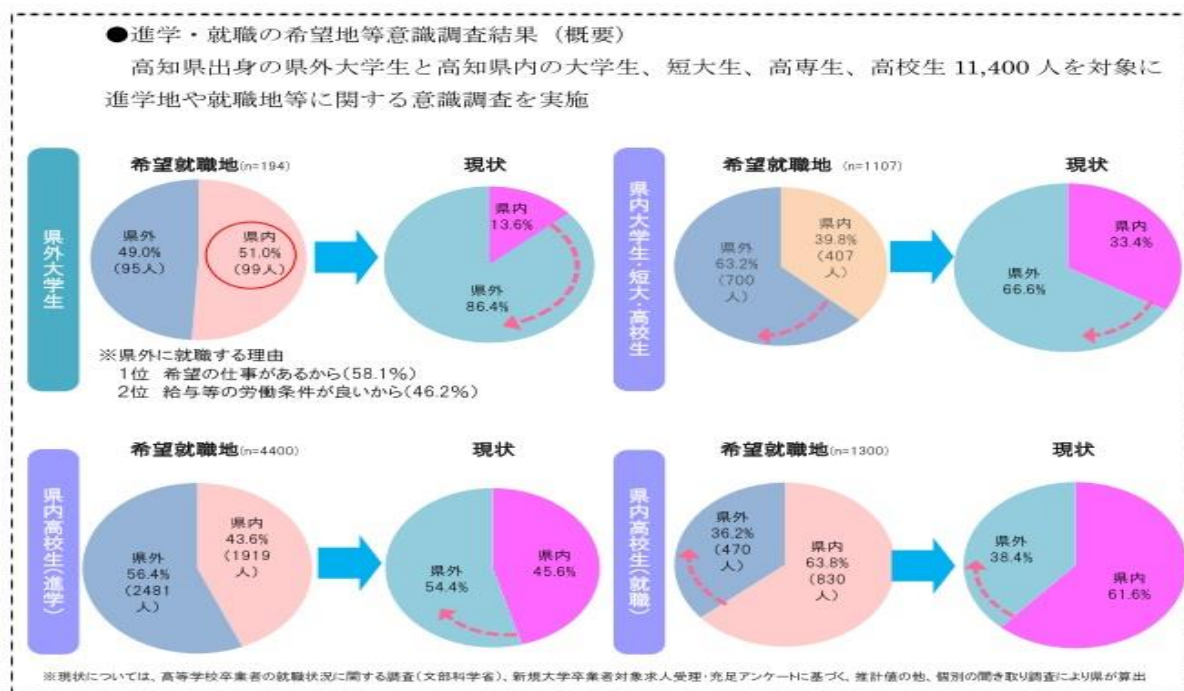 ●進学・就職の希望地等意識調査結果（概要）
高知県出身の県外大学生と高知県内の大学生、短大生、高専生、高校生 11,400 人を対象に
進学地や就職地等に関する意識調査を実施
県外大学生
希望就職地(n=194)
県外
49.0%
(95人)
県内
51.0%
(99人)
現状
県内
13.6%
県外
86.4%
※県外に就職する理由
1位 希望の仕事があるから(58.1%)
2位 給与等の労働条件が良いから(46.2%)
県内大学生・短大・高校生
希望就職地 (n=1107)
県外
63.2%
(700
人)
県内
39.8%
(407
人)
現状
県内
33.4%
県外
66.6%
県内高校生(進学)
希望就職地(n=4400)
県外
56.4%
(2481
人)
県内
43.6%
(1919
人)
現状
県外
54.4%
県内
45.6%
県内高校生(就職)
希望就職地(n=1300)
県外
36.2%
(470
人)
県内
63.8%
(830
人)
現状
県外
38.4%
県内
61.6%
※現状については、高等学校卒業者の就職状況に関する調査(文部科学省)、新規大学卒業者対象求人受理・充足アンケートに基づく、推計値の他、個別の聞き取り調査により県が算出